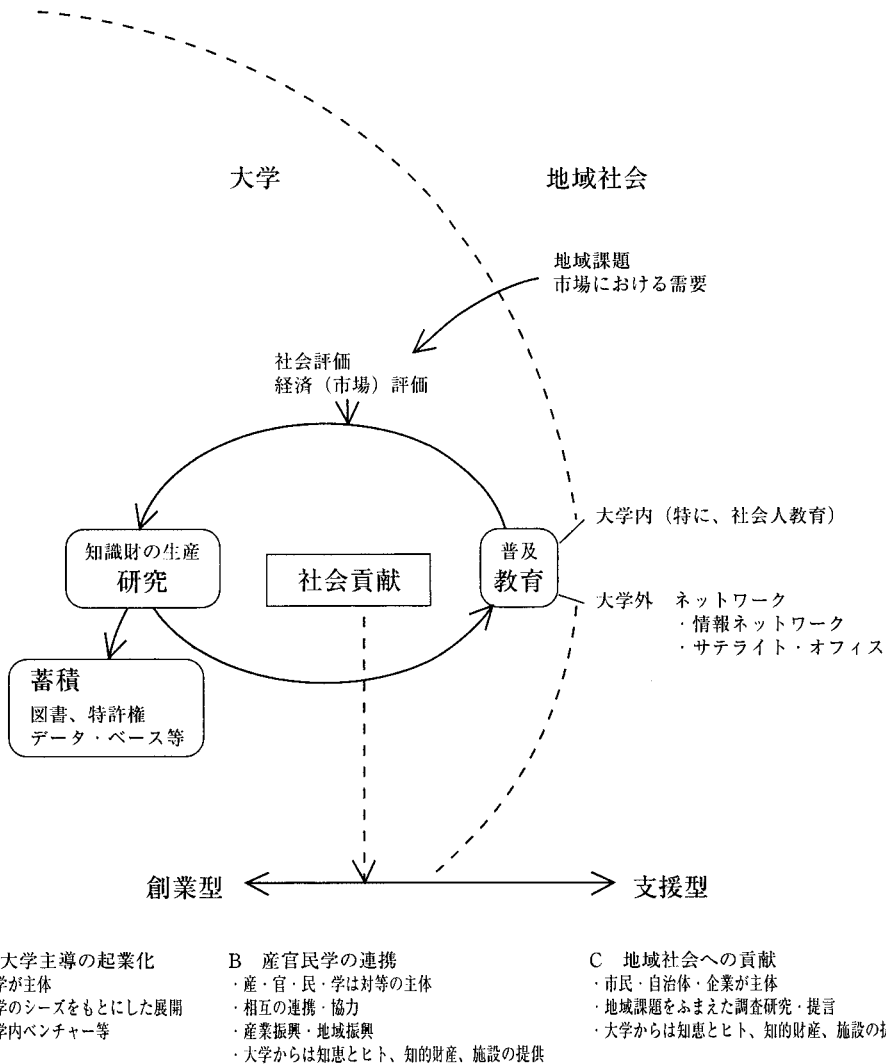 大学
地域社会
地域課題
市場における需要
社会評価
経済（市場）評価
知識財の生産
研究
社会貢献
普及
教育
大学内（特に、社会人教育）
大学外　ネットワーク
・情報ネットワーク
・サテライト・オフィス
蓄積
図書、特許権
データ・ベース等
創業型
支援型
大学主導の起業化
学が主体
学のシーズをもとにした展開
学内ベンチャー等
B　産官民学の連携
・産・官・民・学は対等の主体
・相互の連携・協力
・産業振興・地域振興
・大学からは知恵とヒト、知的財産、施設の提供
C　地域社会への貢献
・市民・自治体・企業が主体
・地域課題をふまえた調査研究・提言
・大学からは知恵とヒト、知的財産、施設の